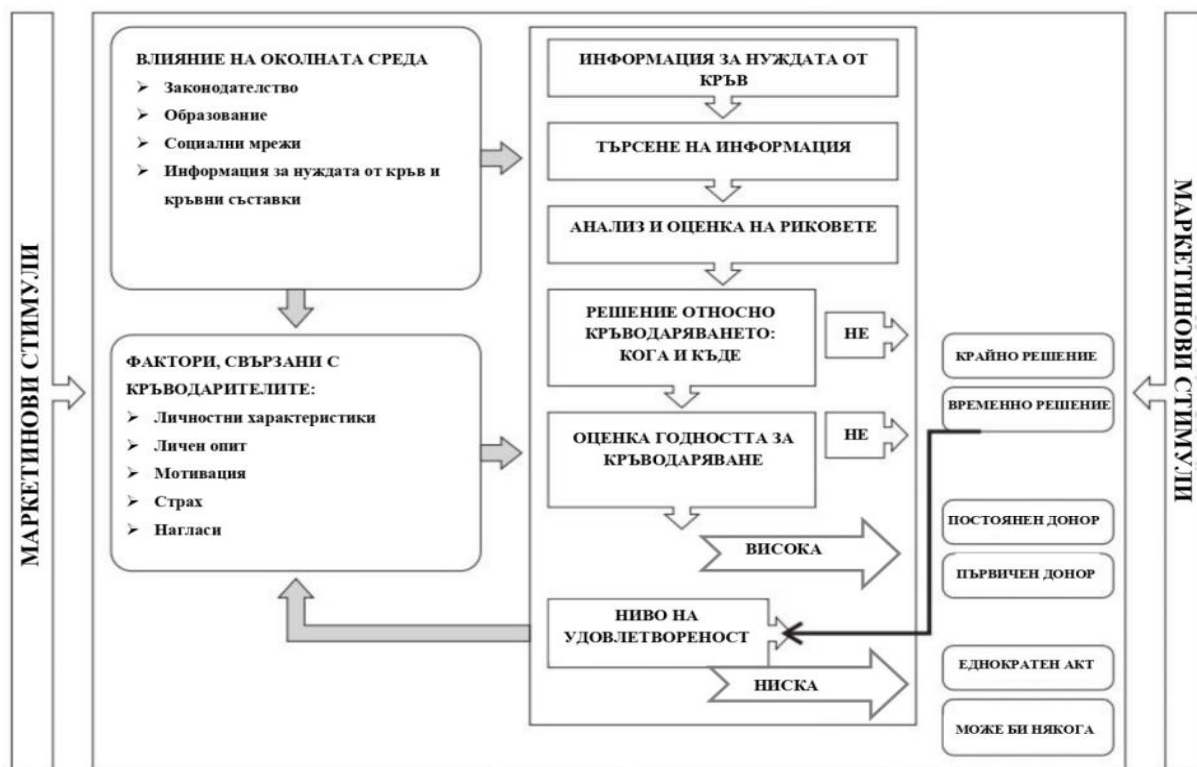 МАРКЕТИНОВИ СТИМУЛИ
ВЛИЯНИЕ НА ОКОЛНАТА СРЕДА
Законодателство
Образование
Социални мрежи
Информация за нуждата от кръв и
кръвни съставки
ФАКТОРИ, СВЪРЗАНИ С
КРЪВОДАРИТЕЛИТЕ:
Личностни характеристики
Личен опит
Мотивация
Страх
Нагласи
ИНФОРМАЦИЯ ЗА НУЖДАТА ОТ
КРЪВ
ТЪРСЕНЕ НА ИНФОРМАЦИЯ
АНАЛИЗ И ОЦЕНКА НА РИКОВЕТЕ
РЕШЕНИЕ ОТНОСНО
КРЪВОДАРЯВАНЕТО:
КОГА И КЪДЕ
НЕ
ОЦЕНКА ГОДНОСТТА ЗА
КРЪВОДАРЯВАНЕ
НЕ
ВИСОКА
НИВО НА
УДОВЛЕТВОРЕНОСТ
НИСКА
КРАЙНО РЕШЕНИЕ
ВРЕМЕННО РЕШЕНИЕ
ПОСТОЯНЕН ДОНОР
ПЪРВИЧЕН ДОНОР
ЕДНОКРАТЕН АКТ
МОЖЕ БИ НЯКОГА
МАРКЕТИНОВИ СТИМУЛИ